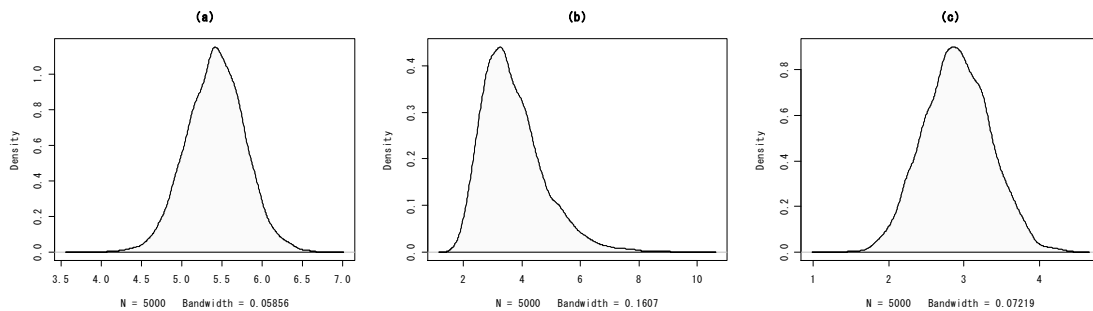 (a)
Density
0.0 0.2 0.4 0.6 0.8 1.0
3.5 4.0 4.5 5.0 5.5 6.0 6.5 7.0
N = 5000 Bandwidth = 0.05856
(b)
Density
0.0 0.1 0.2 0.3 0.4
2 4 6 8 10
N = 5000 Bandwidth = 0.1607
(c)
Density
0.0 0.2 0.4 0.6 0.8
1 2 3 4
N = 5000 Bandwidth = 0.07219